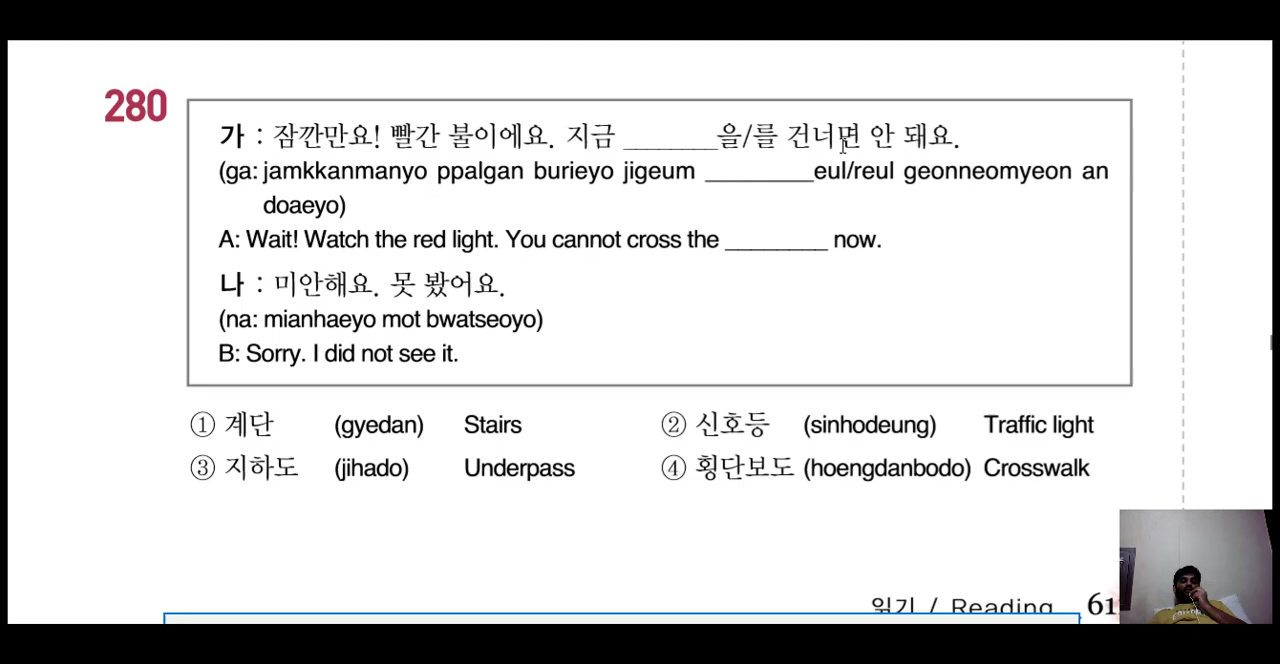 280
가 : 잠깐만요! 빨간 불이에요. 지금 ________을/를 건너면 안 돼요.
(ga: jamkkanmanyo ppalgan burieyo jigeum _________eul/reul geonneomyeon an
doaeyo)
A: Wait! Watch the red light. You cannot cross the ________ now.
나 : 미안해요. 못 봤어요.
(na: mianhaeyo mot bwatseoyo)
B: Sorry. I did not see it.
① 계단 (gyedan) Stairs ② 신호등 (sinhodeung) Traffic light
③ 지하도 (jihado) Underpass ④ 횡단보도 (hoengdanbodo) Crosswalk
읽기 / Reading 61